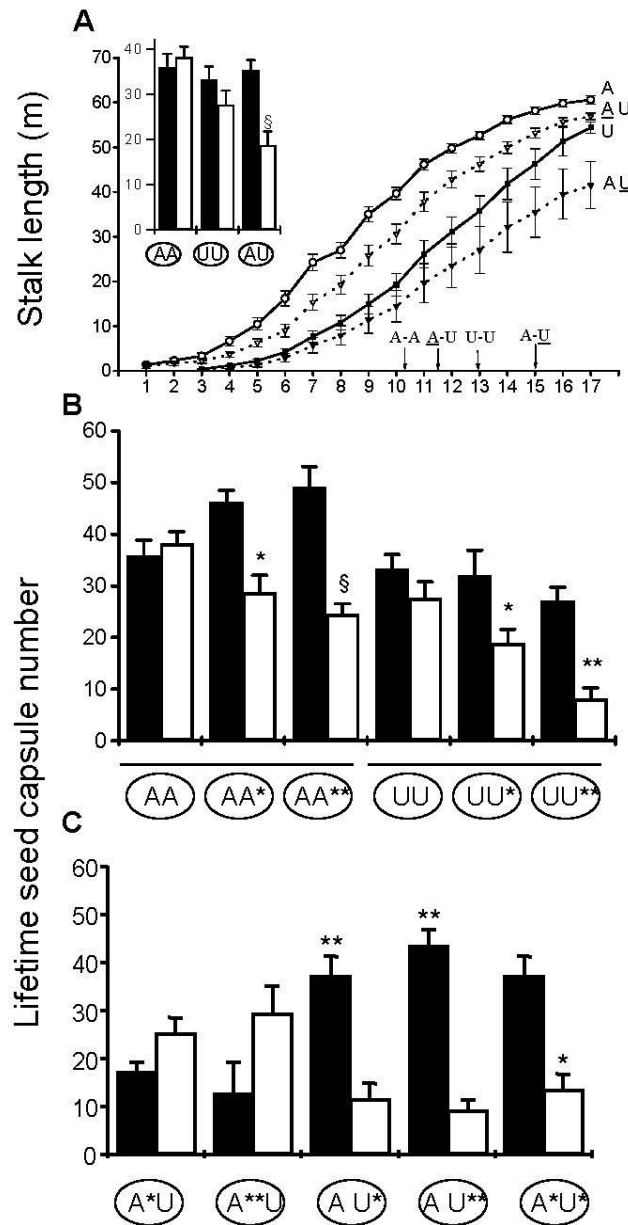 A
Stalk length (m)
40
30
20
10
0
§
AA UU AU
70
60
50
40
30
20
10
0
A
A U
U
A U
A-A A-U U-U A-U
1 2 3 4 5 6 7 8 9 10 11 12 13 14 15 16 17
B
Lifetime seed capsule number
60
50
40
30
20
10
0
* § * **
AA AA* AA** UU UU* UU**
C
60
50
40
30
20
10
0
** ** *
A*U A**U A U* A U** A*U*